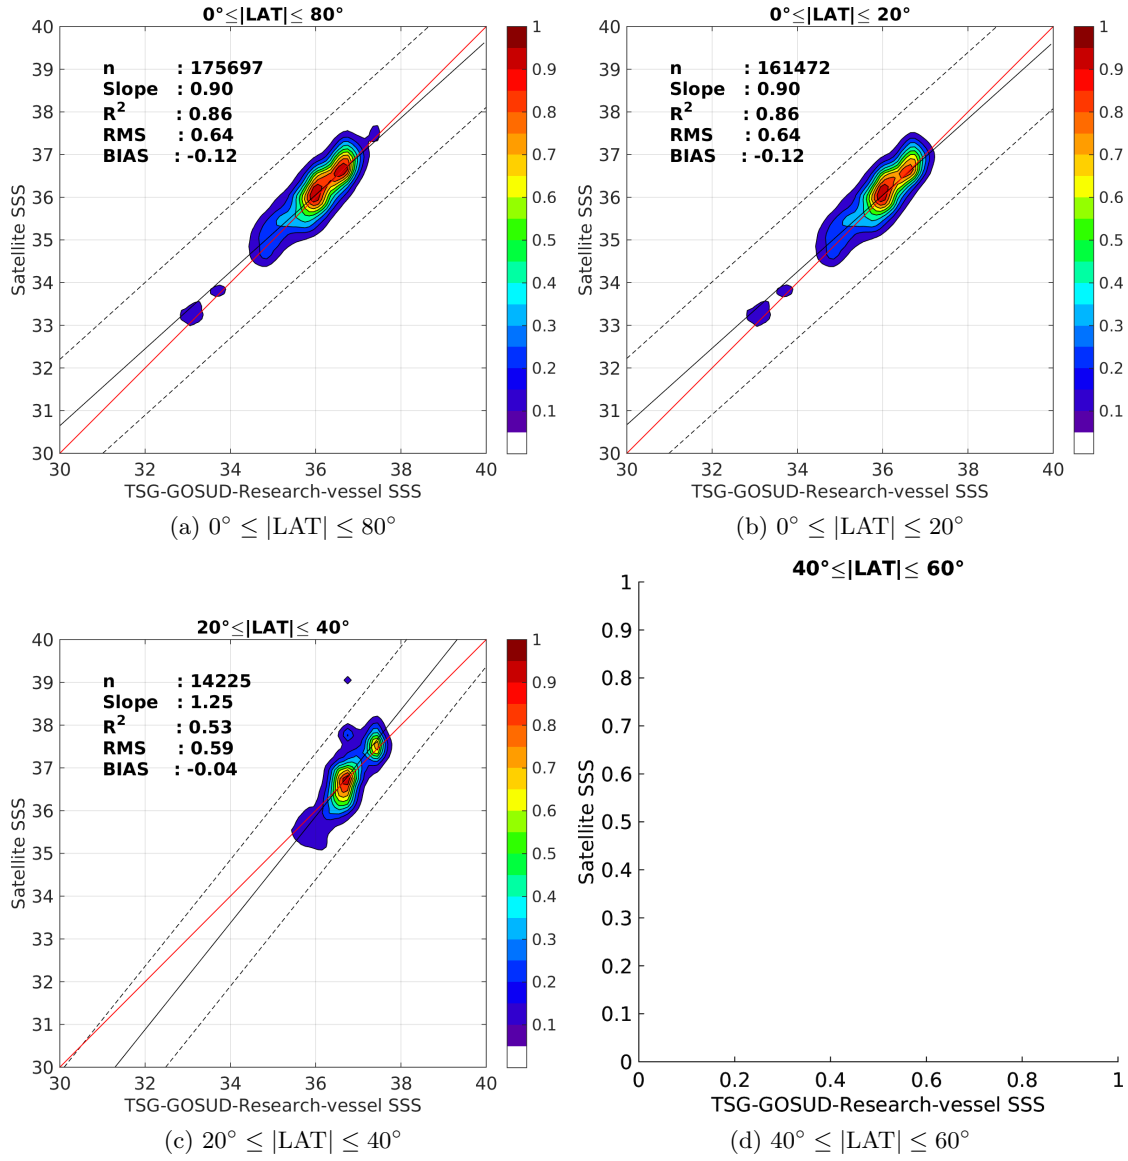 0°≤|LAT|≤ 80°
40
39
38
37
36
35
34
33
32
31
30
Satellite SSS
n : 175697
Slope : 0.90
R2 : 0.86
RMS : 0.64
BIAS : -0.12
30 32 34 36 38 40
TSG-GOSUD-Research-vessel SSS
1
0.9
0.8
0.7
0.6
0.5
0.4
0.3
0.2
0.1
(a) 0° ≤ |LAT| ≤ 80°
0°≤|LAT|≤ 20°
40
39
38
37
36
35
34
33
32
31
30
Satellite SSS
n : 161472
Slope : 0.90
R2 : 0.86
RMS : 0.64
BIAS : -0.12
30 32 34 36 38 40
TSG-GOSUD-Research-vessel SSS
1
0.9
0.8
0.7
0.6
0.5
0.4
0.3
0.2
0.1
(b) 0° ≤ |LAT| ≤ 20°
20°≤|LAT|≤ 40°
40
39
38
37
36
35
34
33
32
31
30
Satellite SSS
n : 14225
Slope : 1.25
R2 : 0.53
RMS : 0.59
BIAS : -0.04
30 32 34 36 38 40
TSG-GOSUD-Research-vessel SSS
1
0.9
0.8
0.7
0.6
0.5
0.4
0.3
0.2
0.1
(c) 20° ≤ |LAT| ≤ 40°
40°≤|LAT|≤ 60°
1
0.9
0.8
0.7
0.6
0.5
0.4
0.3
0.2
0.1
0
Satellite SSS
0 0.2 0.4 0.6 0.8 1
TSG-GOSUD-Research-vessel SSS
(d) 40° ≤ |LAT| ≤ 60°